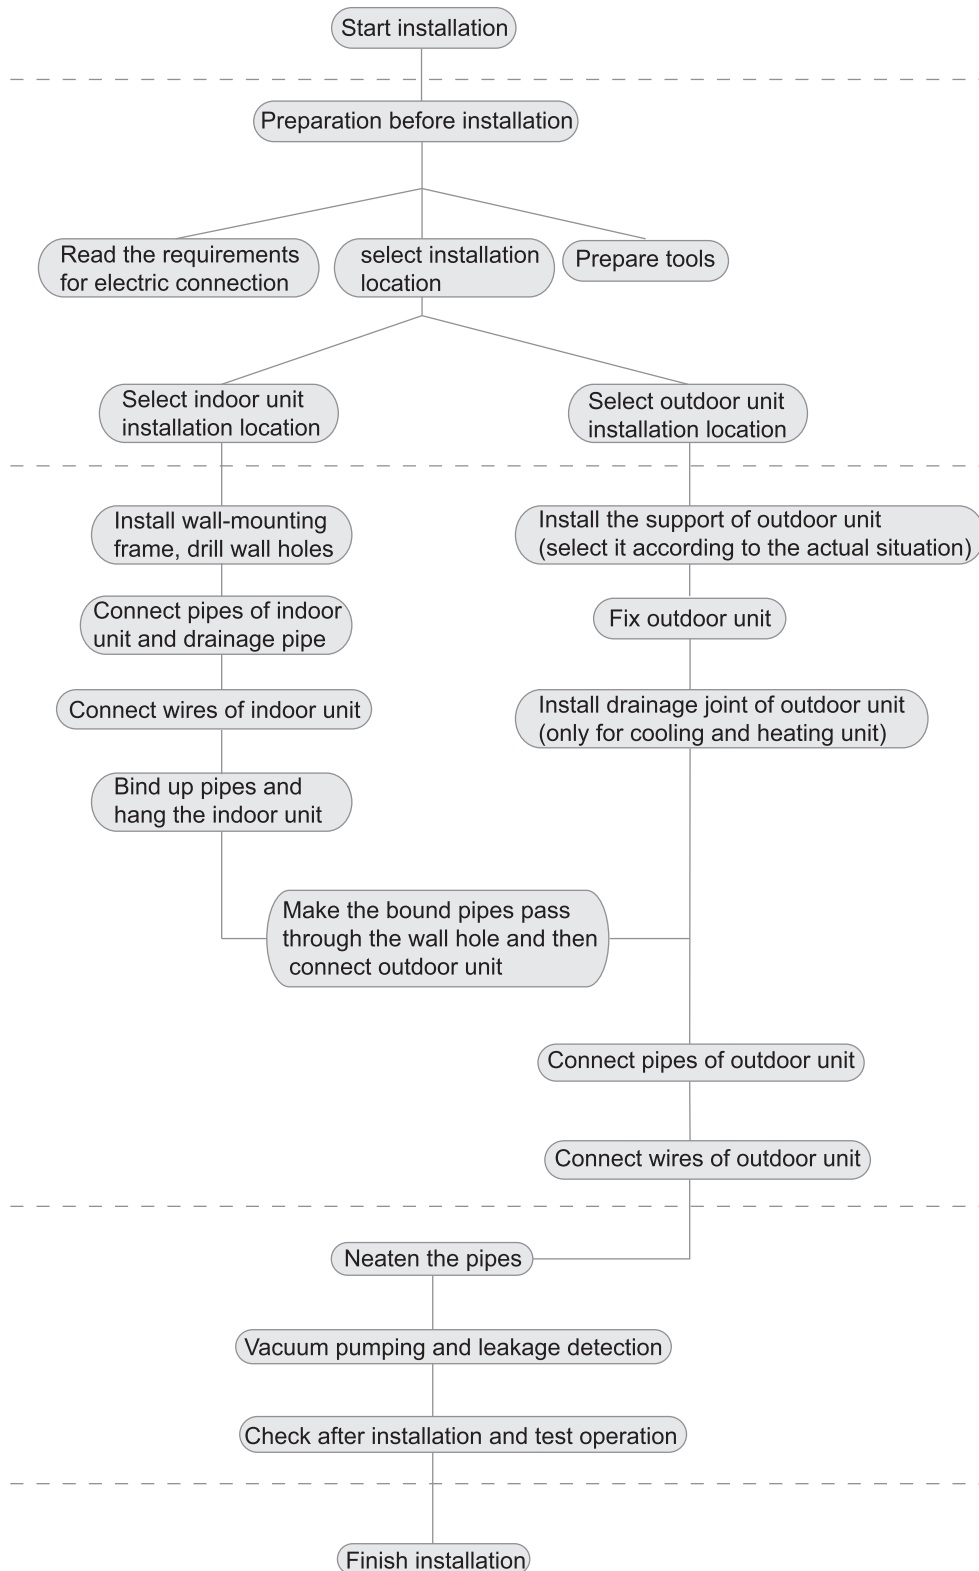 Start installation
Preparation before installation
Read the requirements
for electric connection
select installation
location
Prepare tools
Select indoor unit
installation location
Select outdoor unit
installation location
Install wall-mounting
frame, drill wall holes
Install the support of outdoor unit
(select it according to the actual situation)
Connect pipes of indoor
unit and drainage pipe
Fix outdoor unit
Connect wires of indoor unit
Install drainage joint of outdoor unit
(only for cooling and heating unit)
Bind up pipes and
hang the indoor unit
Make the bound pipes pass
through the wall hole and then
connect outdoor unit
Connect pipes of outdoor unit
Connect wires of outdoor unit
Neaten the pipes
Vacuum pumping and leakage detection
Check after installation and test operation
Finish installation